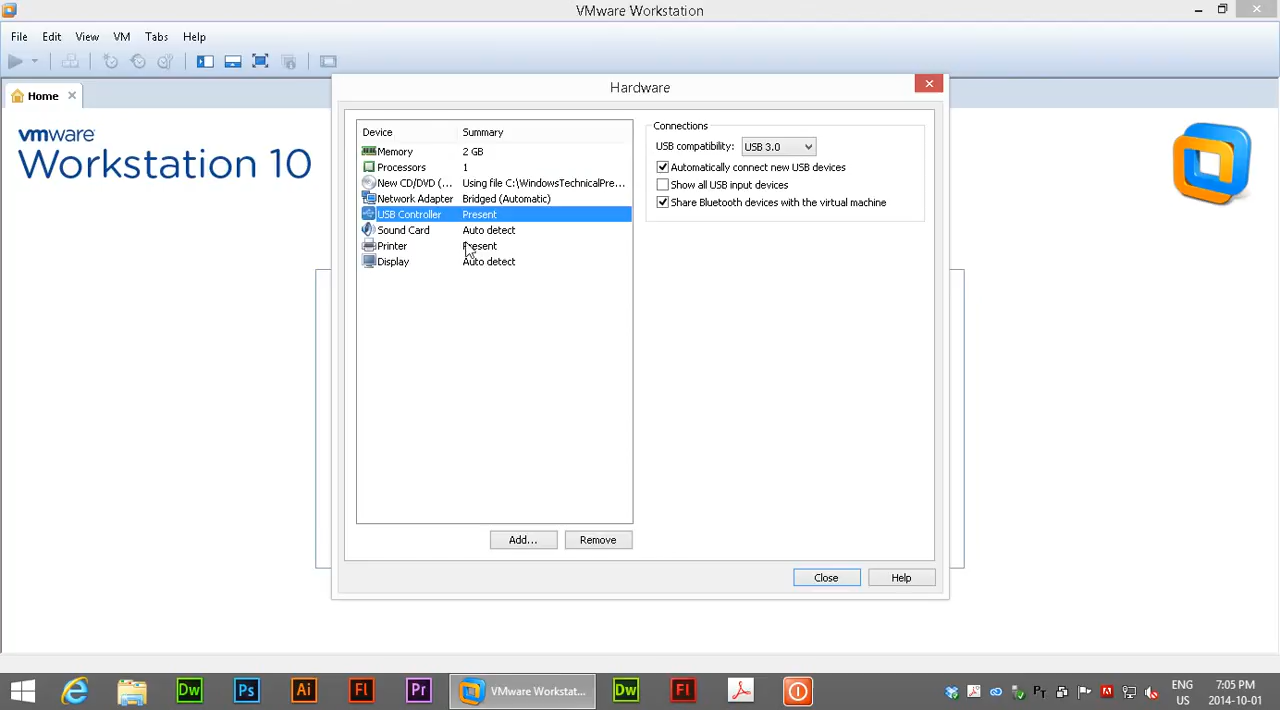 VMware Workstation
File Edit View VM Tabs Help
Home
Hardware
vmware
Workstation 10
Device Summary
Memory 2 GB
Processors 1
New CD/DVD (... Using file C:\WindowsTechnicalPre...
Network Adapter Bridged (Automatic)
USB Controller Present
Sound Card Auto detect
Printer Present
Display Auto detect
Add... Remove
Connections
USB compatibility: USB 3.0
Automatically connect new USB devices
Show all USB input devices
Share Bluetooth devices with the virtual machine
Close Help
Dw Ps Ai Fl Pr VMware Workstat... Dw Fl
Pr
ENG
US
7:05 PM
2014-10-01